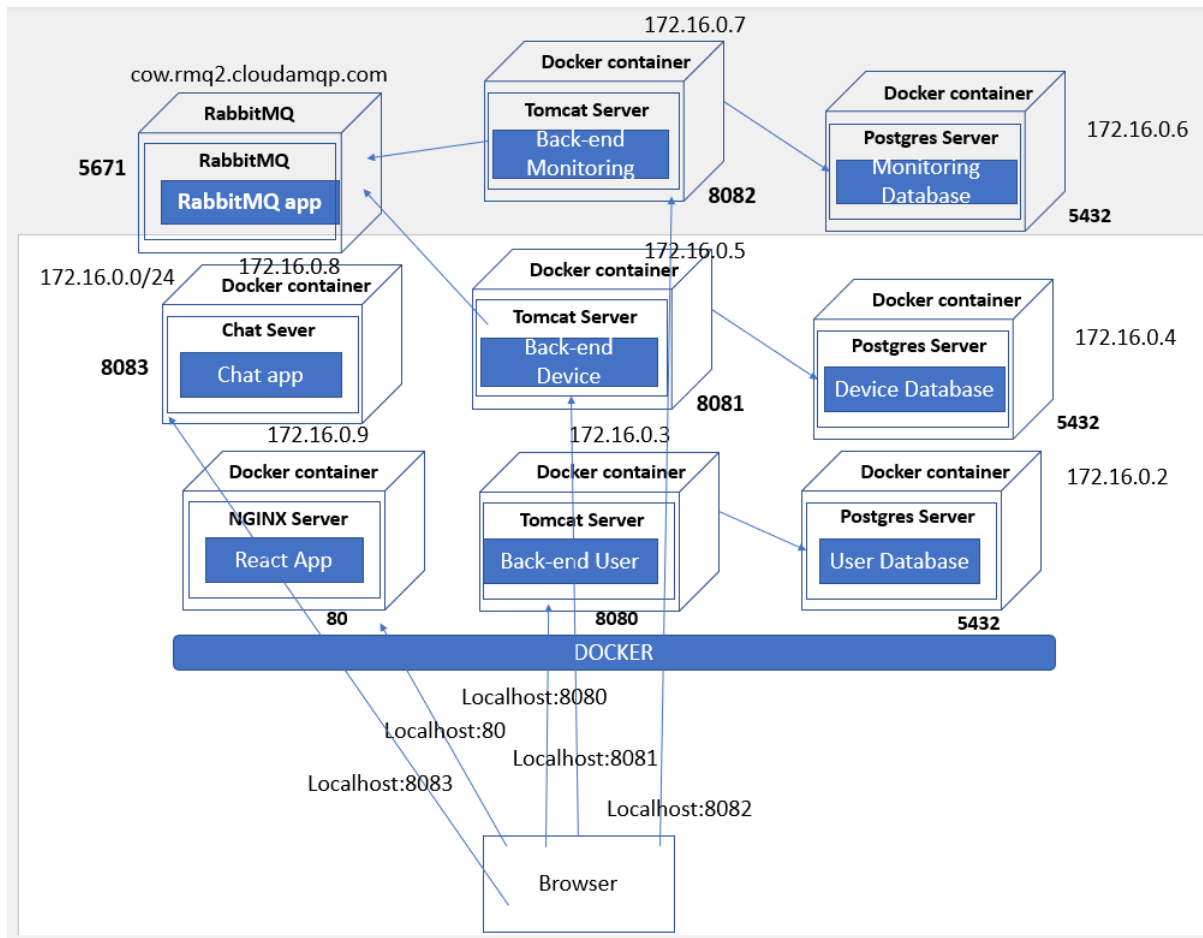 172.16.0.7
Docker container
cow.rmq2.cloudamqp.com
RabbitMQ
Tomcat Server
Back-end
Monitoring
Docker container
172.16.0.6
Postgres Server
Monitoring
Database
5671
RabbitMQ
RabbitMQ app
8082
5432
172.16.0.0/24
172.16.0.8
Docker container
172.16.0.5
Docker container
Docker container
Chat Sever
Chat app
8083
Tomcat Server
Back-end
Device
8081
172.16.0.4
Postgres Server
Device Database
5432
172.16.0.9
Docker container
172.16.0.3
Docker container
Docker container
172.16.0.2
NGINX Server
React App
80
Tomcat Server
Back-end User
8080
Postgres Server
User Database
5432
DOCKER
Localhost:8080
Localhost:80
Localhost:8081
Localhost:8083
Localhost:8082
Browser